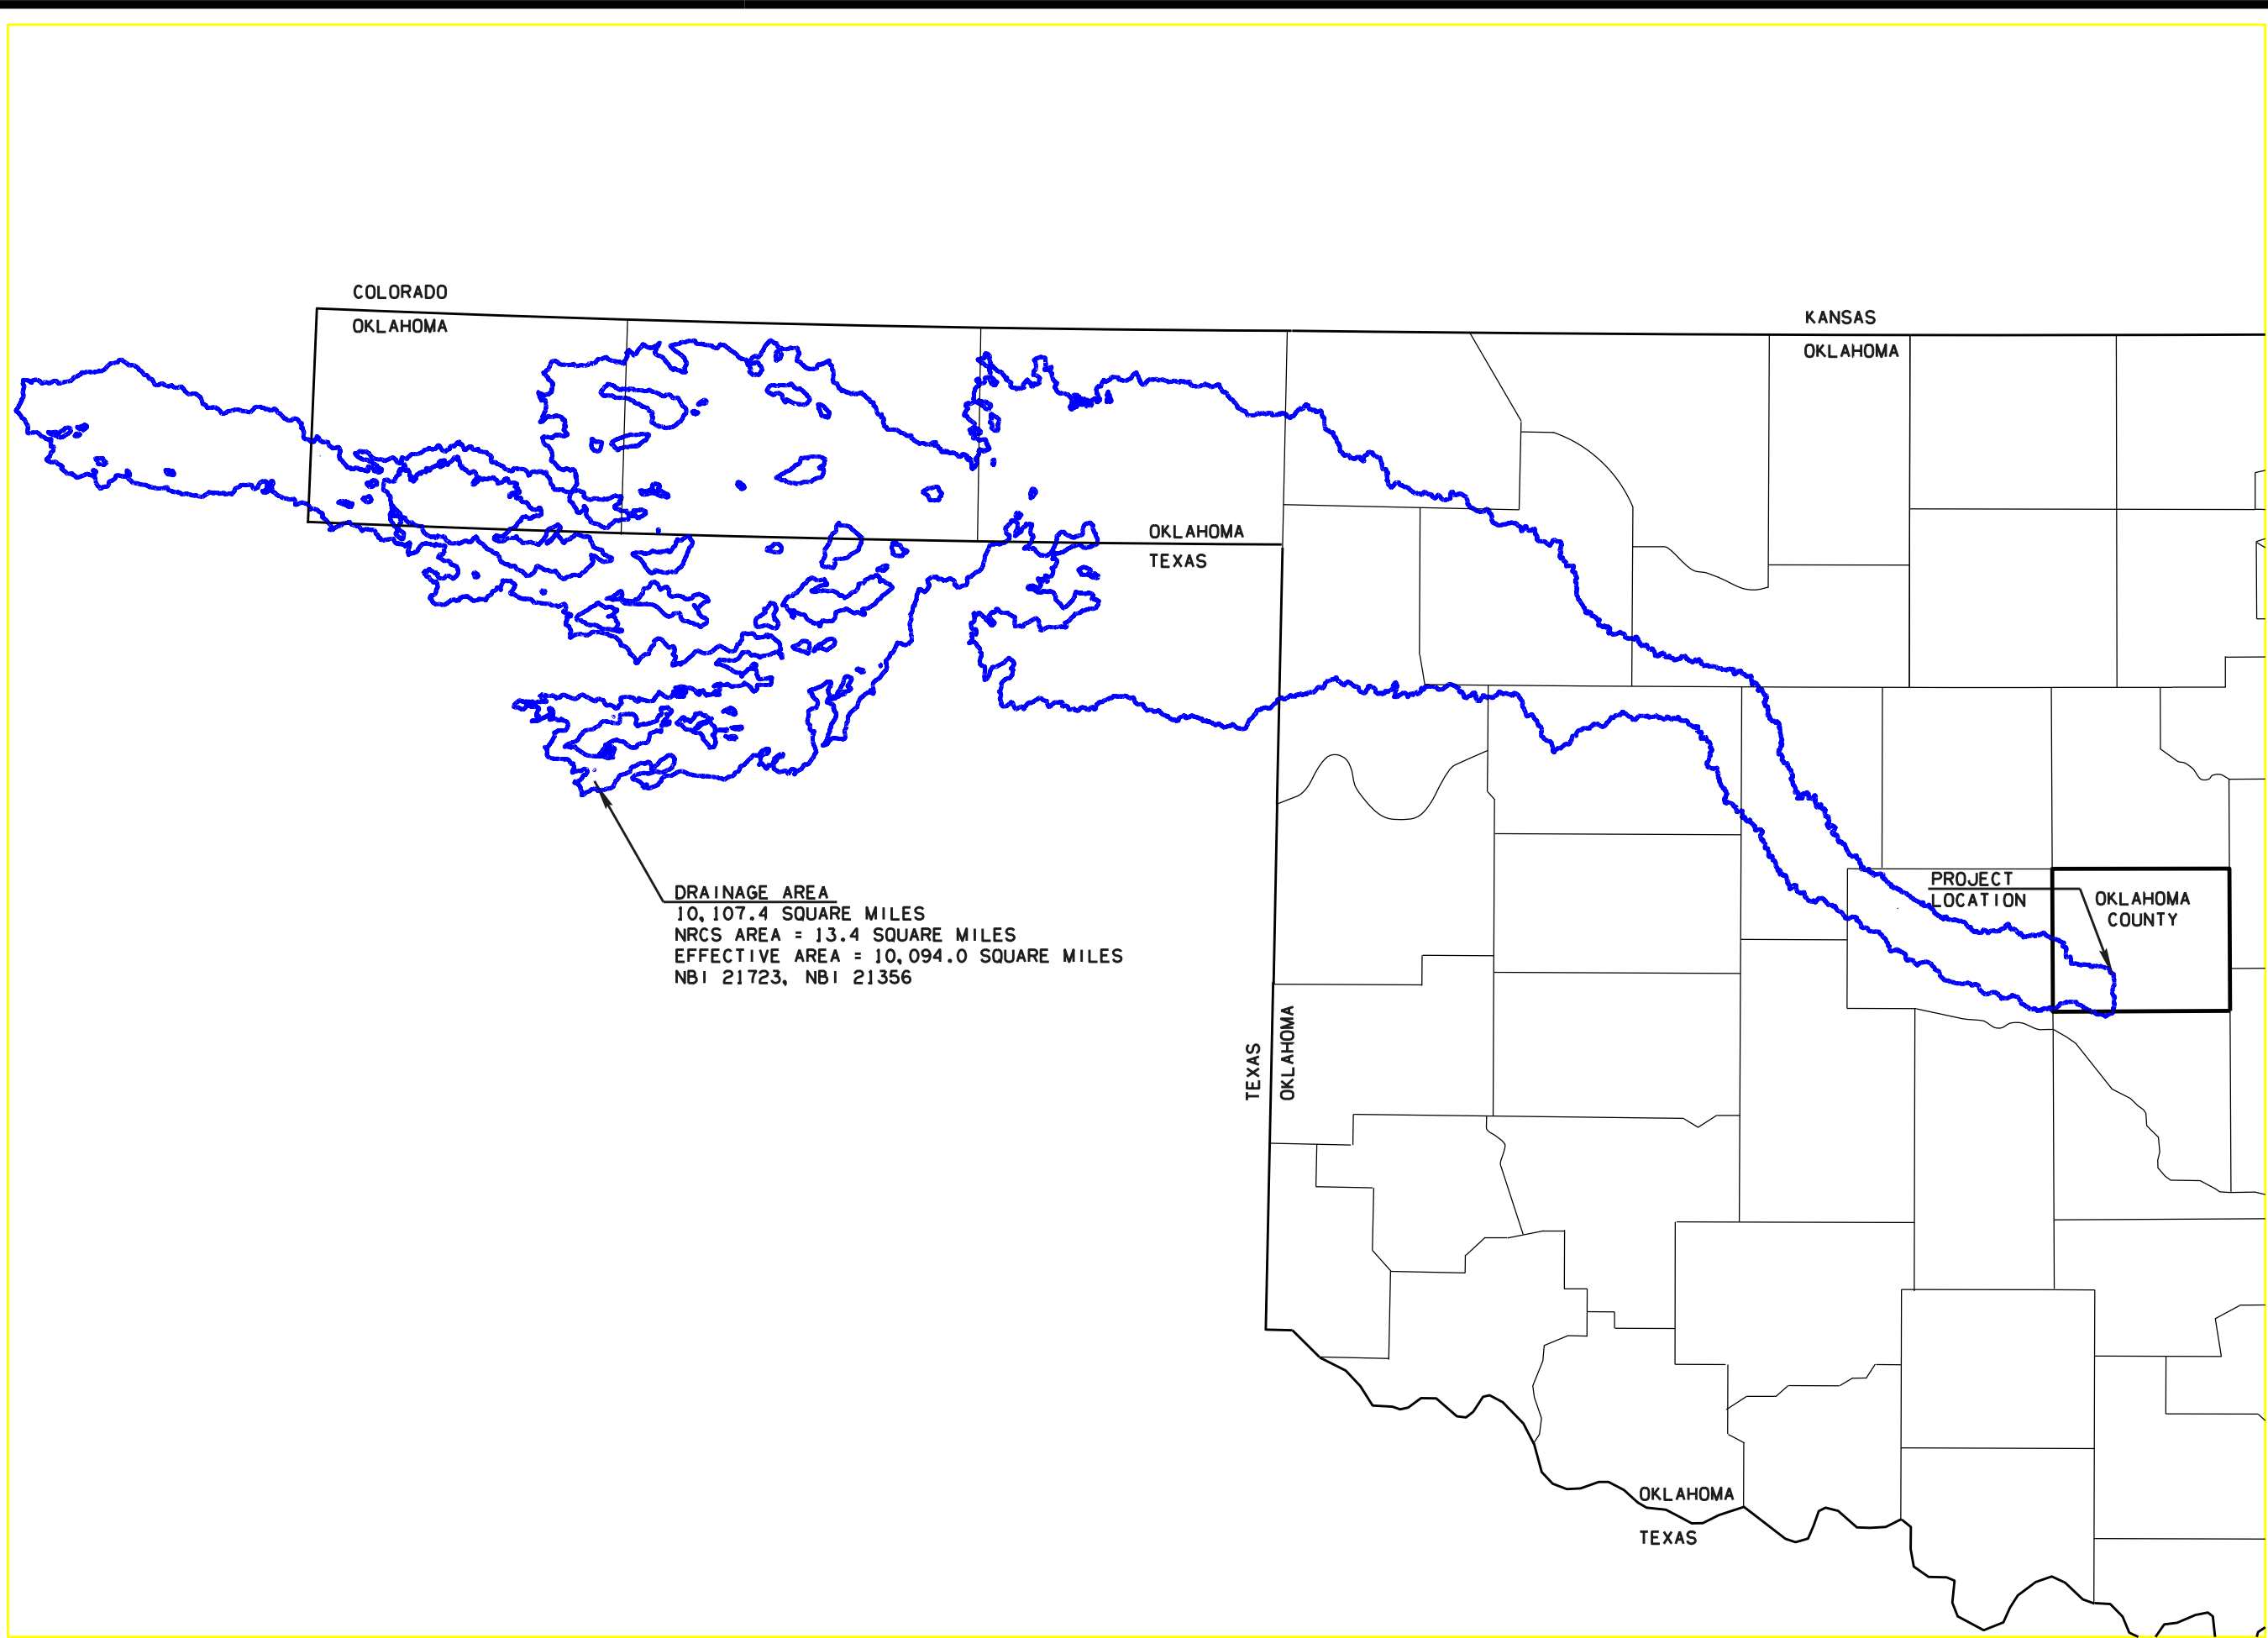 COLORADO
OKLAHOMA
KANSAS
OKLAHOMA
OKLAHOMA
TEXAS
DRAINAGE AREA
10,107.4 SQUARE MILES
NRCS AREA = 13.4 SQUARE MILES
EFFECTIVE AREA = 10,094.0 SQUARE MILES
NBI 21723, NBI 21356
PROJECT
LOCATION
OKLAHOMA
COUNTY
TEXAS
OKLAHOMA
OKLAHOMA
TEXAS